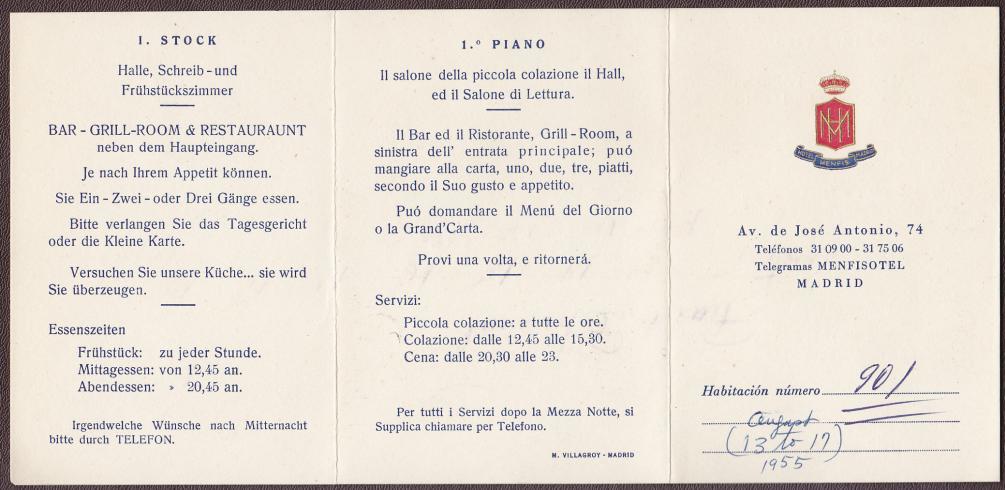 I. STOCK
Halle, Schreib-und
Frühstückszimmer
BAR - GRILL-ROOM & RESTAURAUNT
neben dem Haupteingang.
Je nach Ihrem Appetit können.
Sie Ein - Zwei - oder Drei Gänge essen.
Bitte verlangen Sie das Tagesgericht
oder die Kleine Karte.
Versuchen Sie unsere Küche... sie wird
Sie überzeugen.
Essenszeiten
Frühstück: zu jeder Stunde.
Mittagessen: von 12,45 an.
Abendessen: » 20,45 an.
Irgendwelche Wünsche nach Mitternacht
bitte durch TELEFON.
1.º PIANO
Il salone della piccola colazione il Hall,
ed il Salone di Lettura.
Il Bar ed il Ristorante, Grill-Room, a
sinistra dell' entrata principale; puó
mangiare alla carta, uno, due, tre, piatti,
secondo il Suo gusto e appetito.
Puó domandare il Menú del Giorno
o la Grand'Carta.
Provi una volta, e ritornerá.
Servizi:
Piccola colazione: a tutte le ore.
Colazione: dalle 12,45 alle 15,30.
Cena: dalle 20,30 alle 23.
Per tutti i Servizi dopo la Mezza Notte, si
Supplica chiamare per Telefono.
M. VILLAGROY - MADRID
HM
HOTEL MENFIS MADRID
Av. de José Antonio, 74
Teléfonos 31 09 00 - 31 75 06
Telegramas MENFISOTEL
MADRID
Habitación número 901
August
(13 to 17)
1955